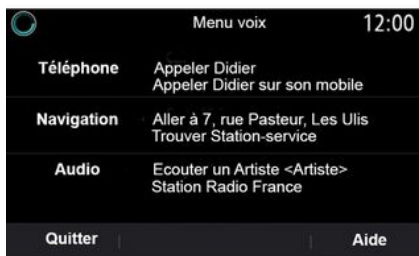 Menu voix
12:00
Téléphone
Appeler Didier
Appeler Didier sur son mobile
Navigation
Aller à 7, rue Pasteur, Les Ulis
Trouver Station-service
Audio
Ecouter un Artiste <Artiste>
Station Radio France
Quitter
Aide